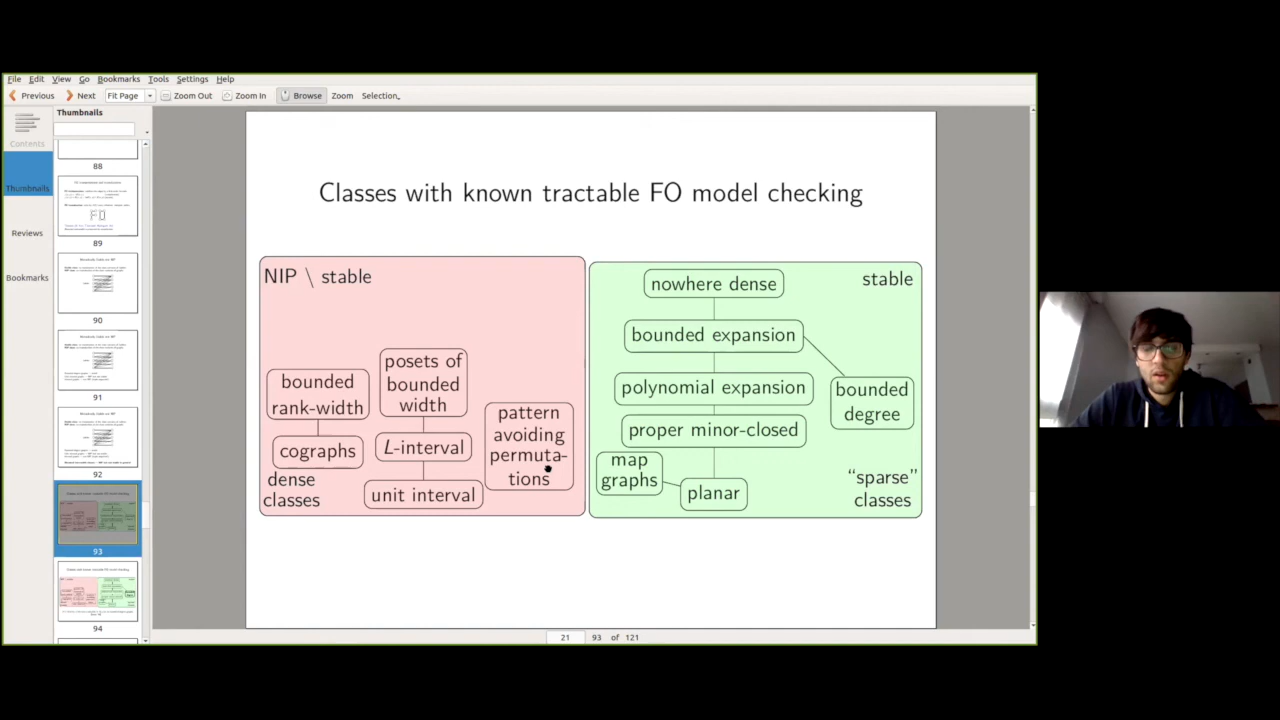 File Edit View Go Bookmarks Tools Settings Help
Previous Next Fit Page Zoom Out Zoom In Browse Zoom Selection
Thumbnails
Contents
Thumbnails
Reviews
Bookmarks
88
89
90
91
92
93
94
Classes with known tractable FO model checking
NIP \ stable
bounded
rank-width
cographs
dense
classes
posets of
bounded
width
L-interval
unit interval
pattern
avoding
permuta-
tions
stable
nowhere dense
bounded expansion
polynomial expansion
proper minor-closed
bounded
degree
map
graphs
planar
"sparse"
classes
21 93 of 121